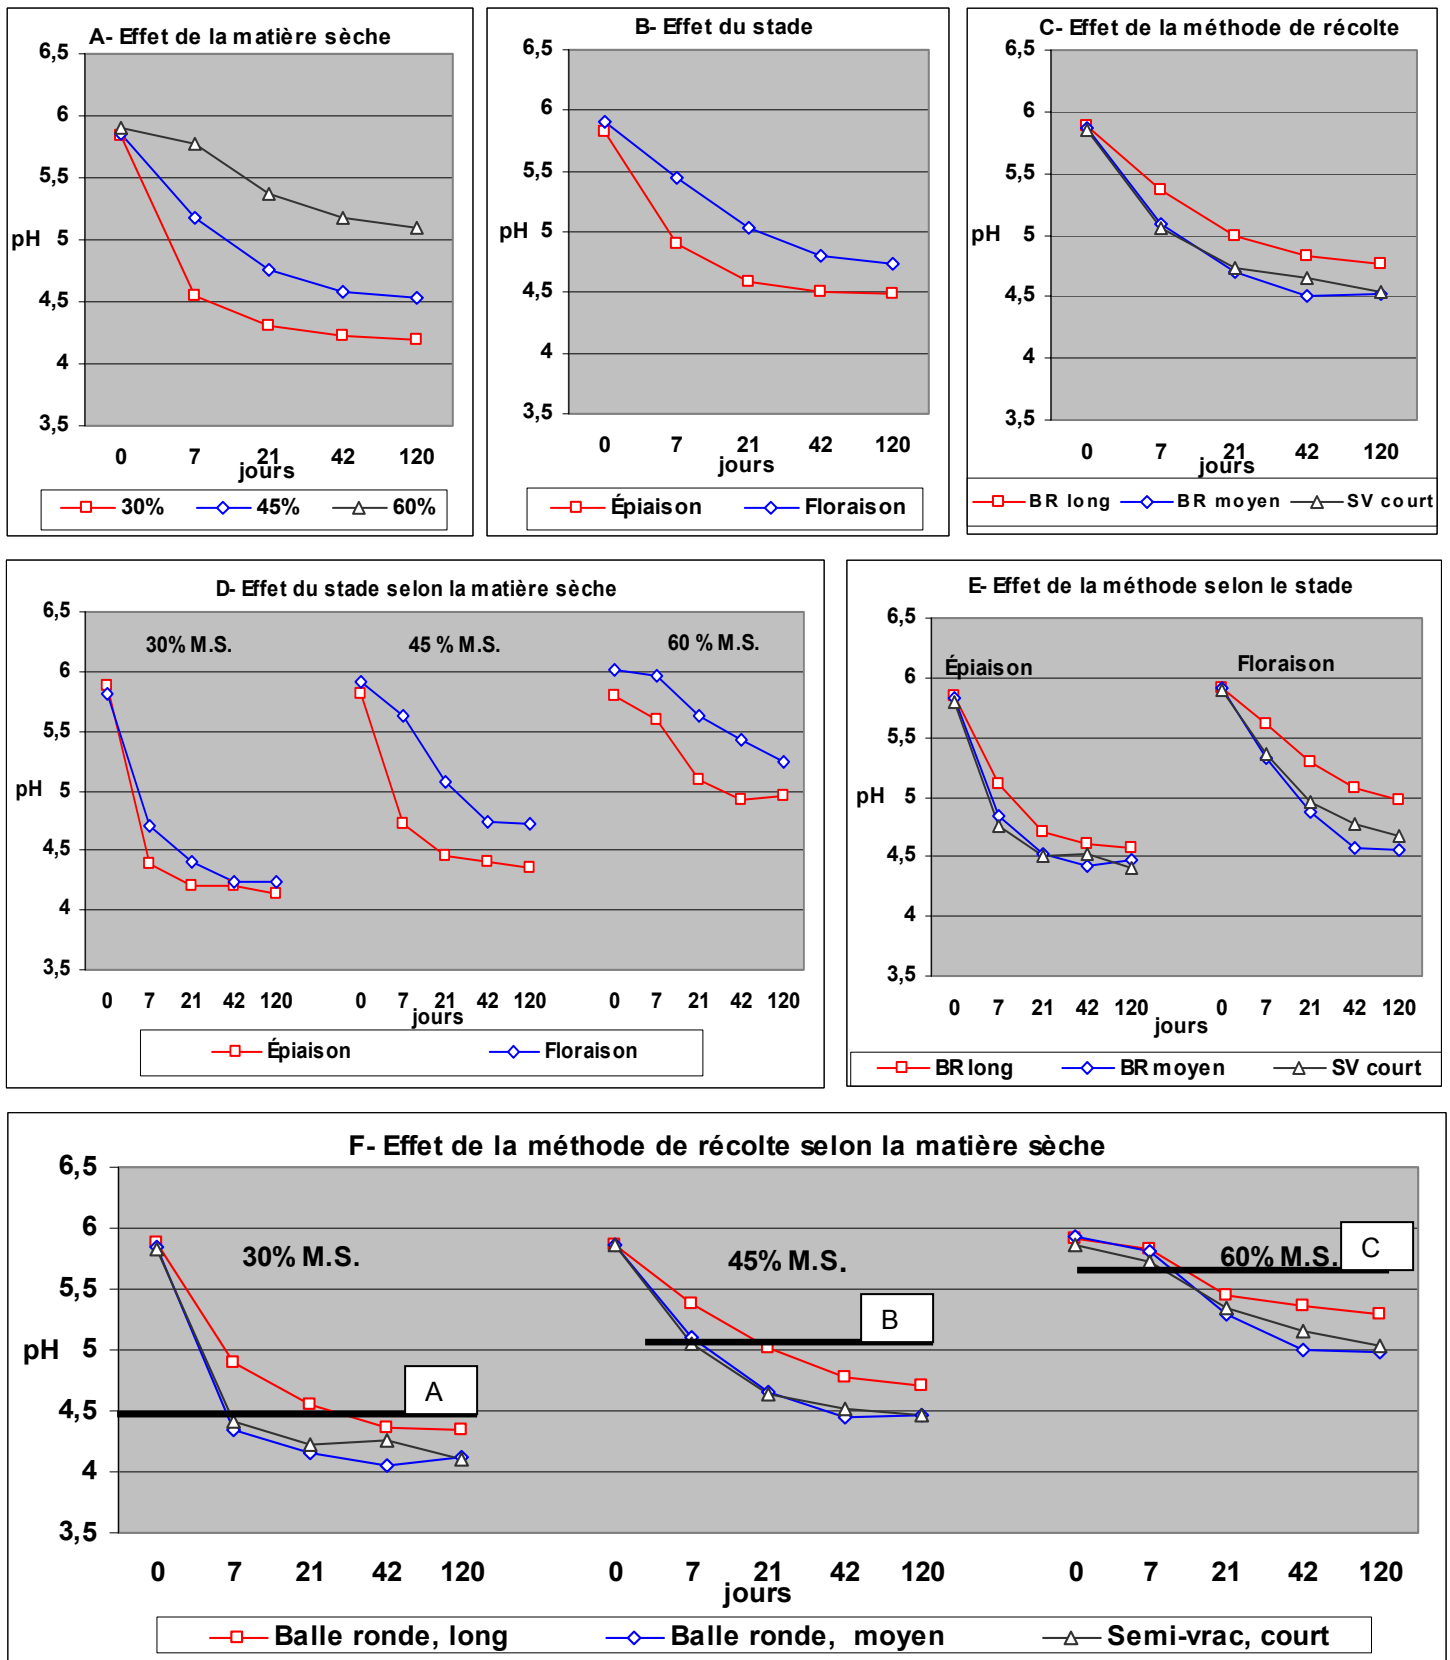 A- Effet de la matière sèche
6,5
6
5,5
5
pH
4,5
4
3,5
0 7 21 42 120
jours
30% 45% 60%
B- Effet du stade
6,5
6
5,5
5
pH
4,5
4
3,5
0 7 21 42 120
jours
Épiaison Floraison
C- Effet de la méthode de récolte
6,5
6
5,5
5
pH
4,5
4
3,5
0 7 21 42 120
jours
BR long BR moyen SV court
D- Effet du stade selon la matière sèche
6,5
30% M.S. 45 % M.S. 60 % M.S.
6
5,5
5
pH
4,5
4
3,5
0 7 21 42 120 0 7 21 42 120 0 7 21 42 120
jours
Épiaison Floraison
E- Effet de la méthode selon le stade
6,5
Épiaison Floraison
6
5,5
5
pH
4,5
4
3,5
0 7 21 42 120 0 7 21 42 120
jours
BR long BR moyen SV court
F- Effet de la méthode de récolte selon la matière sèche
6,5
6
30% M.S. 45% M.S. 60% M.S. C
5,5
B
5
pH
A
4,5
4
3,5
0 7 21 42 120 0 7 21 42 120 0 7 21 42 120
jours
Balle ronde, long Balle ronde, moyen Semi-vrac, court